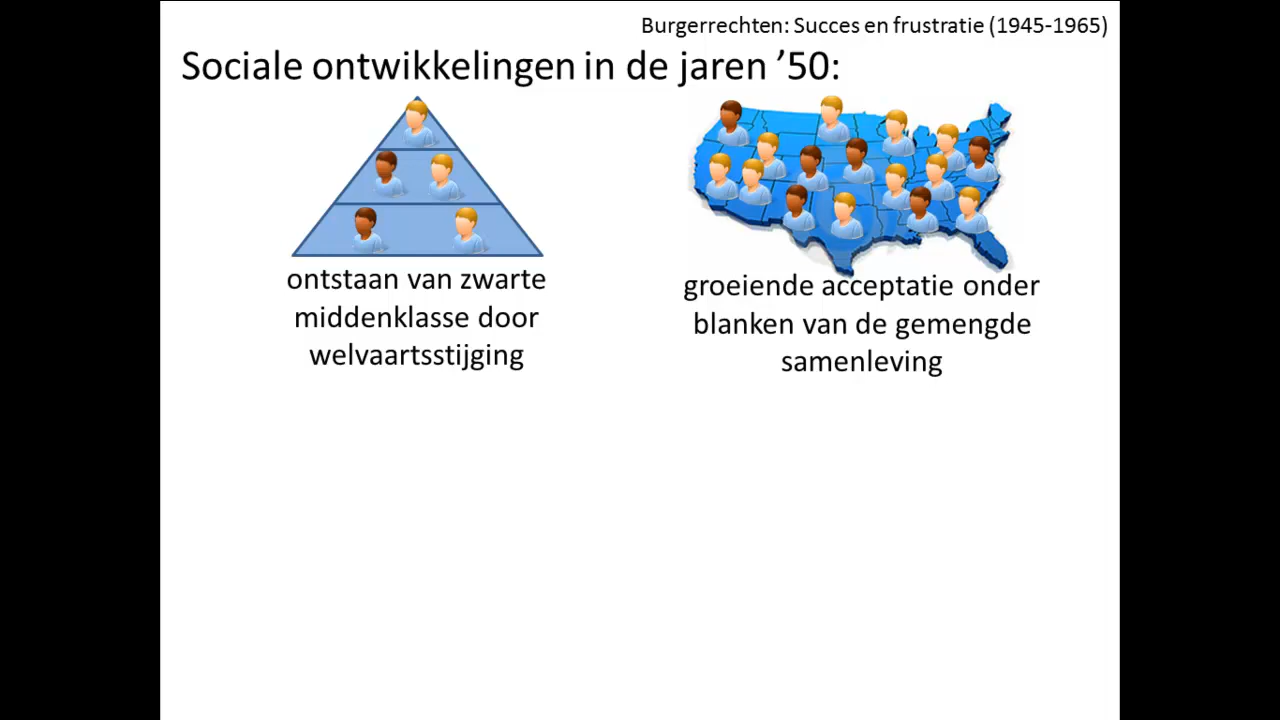 Burgerrechten: Succes en frustratie (1945-1965)
Sociale ontwikkelingen in de jaren ’50:
ontstaan van zwarte
middenklasse door
welvaartsstijging
groeiende acceptatie onder
blanken van de gemengde
samenleving